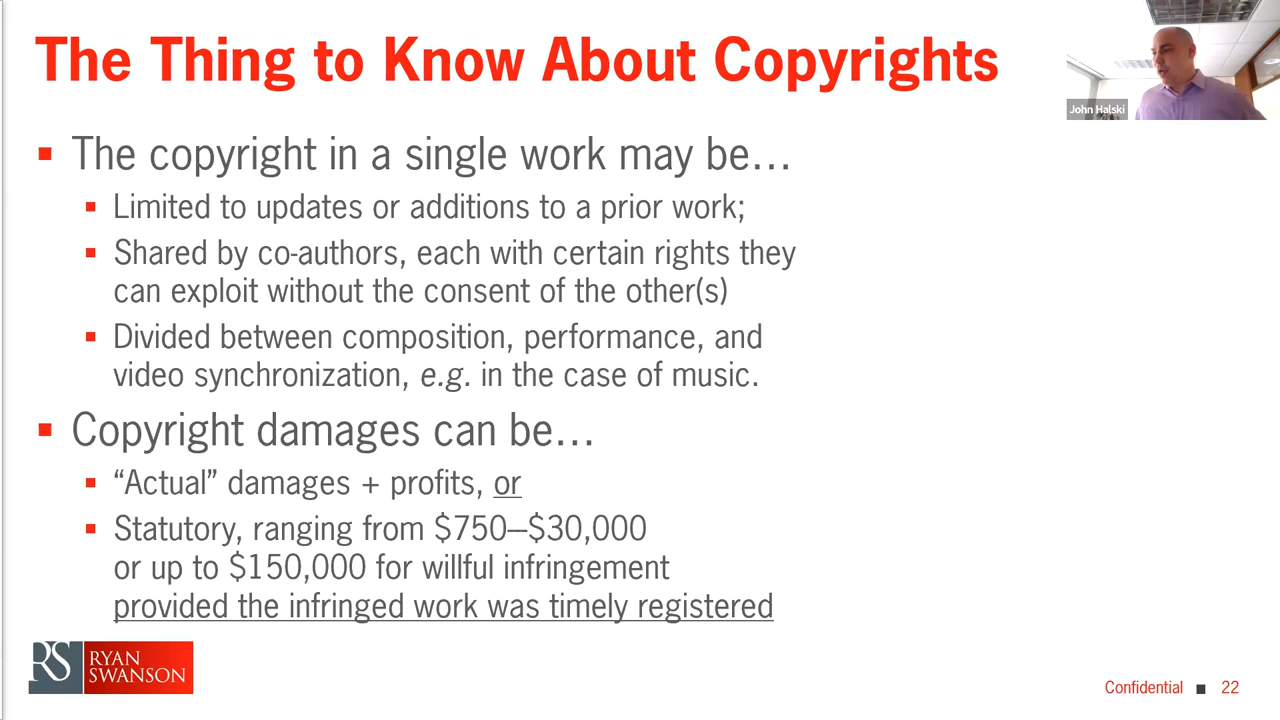 The Thing to Know About Copyrights
John Halski
The copyright in a single work may be…
Limited to updates or additions to a prior work;
Shared by co-authors, each with certain rights they
can exploit without the consent of the other(s)
Divided between composition, performance, and
video synchronization, e.g. in the case of music.
Copyright damages can be…
“Actual” damages + profits, or
Statutory, ranging from $750–$30,000
or up to $150,000 for willful infringement
provided the infringed work was timely registered
RS RYAN
SWANSON
Confidential ■ 22